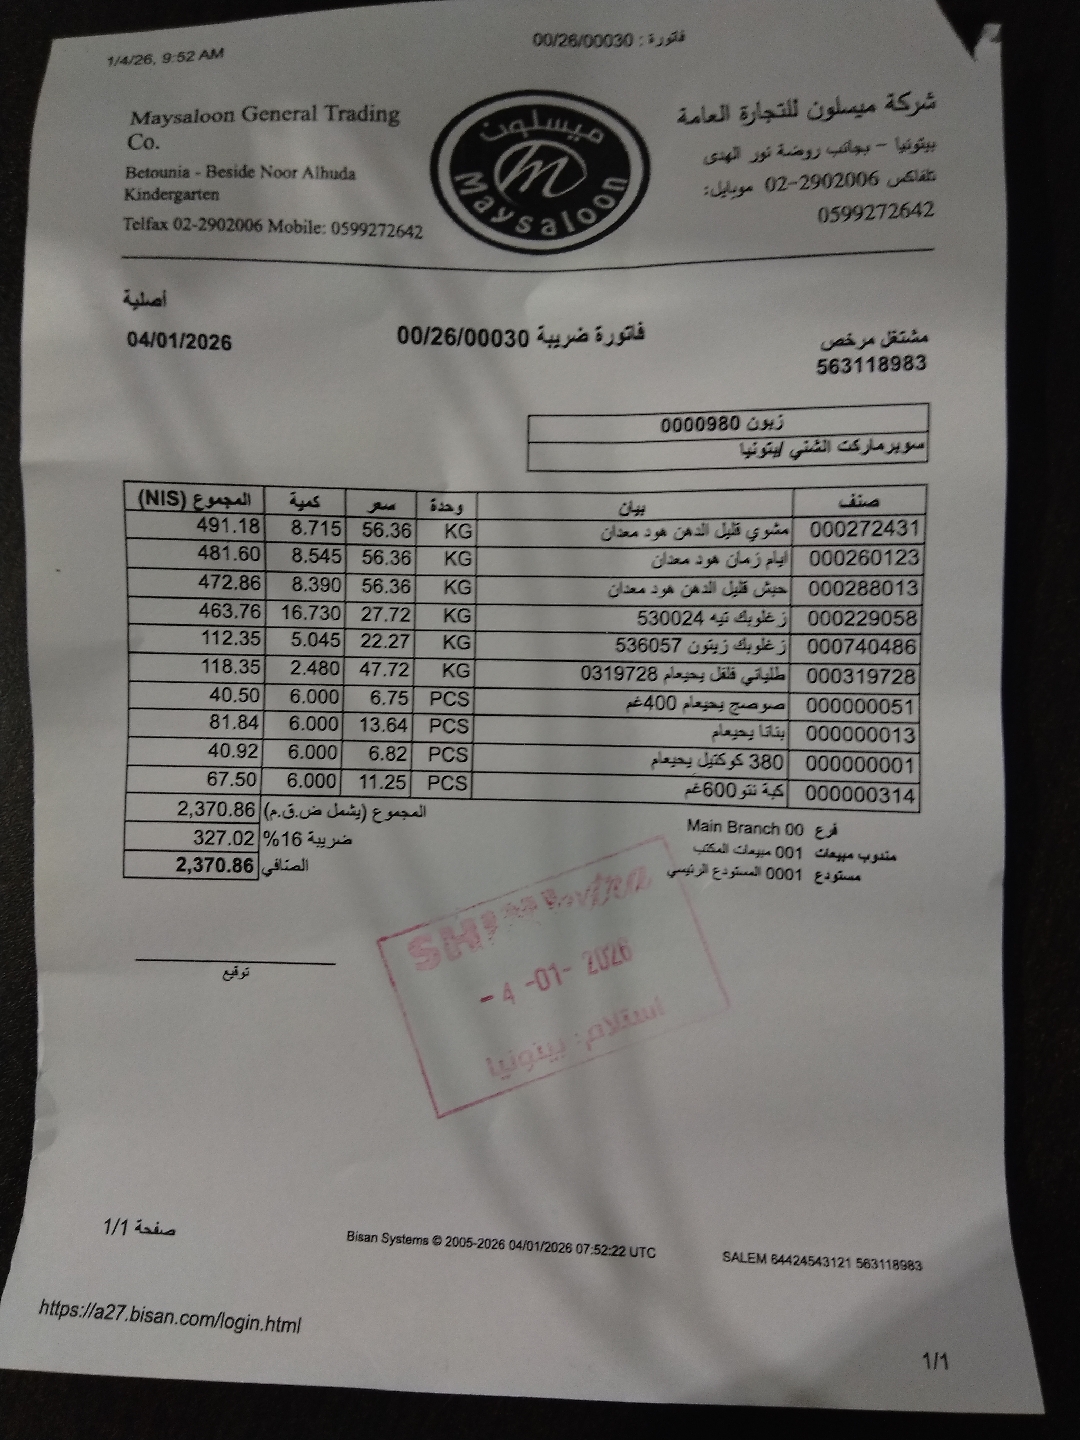 1/4/26, 9:52 AM
فاتورة : 00/26/00030
Maysaloon General Trading
Co.
Betounia - Beside Noor Alhuda
Kindergarten
Telfax 02-2902006 Mobile: 0599272642
ميسلون
Maysaloon
شركة ميسلون للتجارة العامة
بيتونيا - بجانب روضة نور الهدى
تلفاكس 02-2902006 موبايل:
0599272642
أصلية
04/01/2026
فاتورة ضريبة 00/26/00030
مشتغل مرخص
563118983
زبون 0000980
سوبرماركت الشني /بيتونيا
صنف بيان وحدة سعر كمية المجموع (NIS)
000272431 مشوي قليل الدهن هود معدان KG 56.36 8.715 491.18
000260123 ايام زمان هود معدان KG 56.36 8.545 481.60
000288013 حبش قليل الدهن هود معدان KG 56.36 8.390 472.86
000229058 زغلوبك تيه 530024 KG 27.72 16.730 463.76
000740486 زغلوبك زيتون 536057 KG 22.27 5.045 112.35
000319728 طلياني فلفل يحيعام 0319728 KG 47.72 2.480 118.35
000000051 صوصج يحيعام 400غم PCS 6.75 6.000 40.50
000000013 بنانا يحيعام PCS 13.64 6.000 81.84
000000001 380 كوكتيل يحيعام PCS 6.82 6.000 40.92
000000314 كبة نتو600غم PCS 11.25 6.000 67.50
المجموع (يشمل ض.ق.م) 2,370.86
ضريبة 16% 327.02
الصافي 2,370.86
فرع 00 Main Branch
مندوب مبيعات 001 مبيعات المكتب
مستودع 0001 المستودع الرئيسي
- 4 -01- 2026
استلام: بيتونيا
توقيع
صفحة 1/1
Bisan Systems © 2005-2026 04/01/2026 07:52:22 UTC
SALEM 64424543121 563118983
https://a27.bisan.com/login.html
1/1